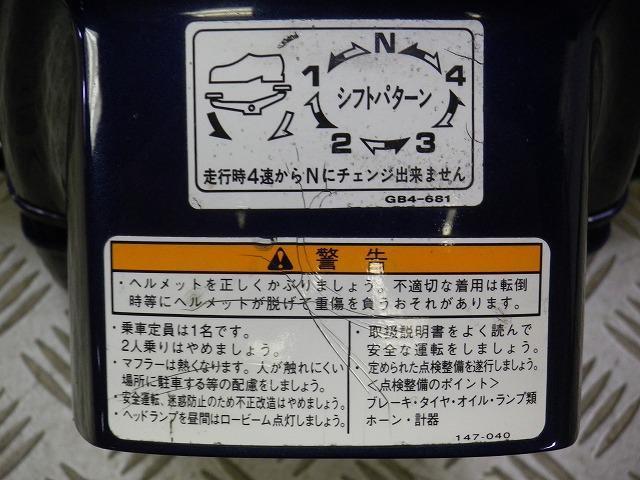 N
1
4
シフトパターン
2
3
走行時4速からNにチェンジ出来ません
GB4-681
警告
・ヘルメットを正しくかぶりましょう。不適切な着用は転倒
時等にヘルメットが脱げて重傷を負うおそれがあります。
・乗車定員は1名です。
2人乗りはやめましょう。
・マフラーは熱くなります。人が触れにくい
場所に駐車する等の配慮をしましょう。
・安全運転、迷惑防止のため不正改造はやめましょう。
・ヘッドランプを昼間はロービーム点灯しましょう。
・取扱説明書をよく読んで
安全な運転をしましょう。
・定められた点検整備を遂行しましょう。
<点検整備のポイント>
ブレーキ・タイヤ・オイル・ランプ類
ホーン・計器
147-040